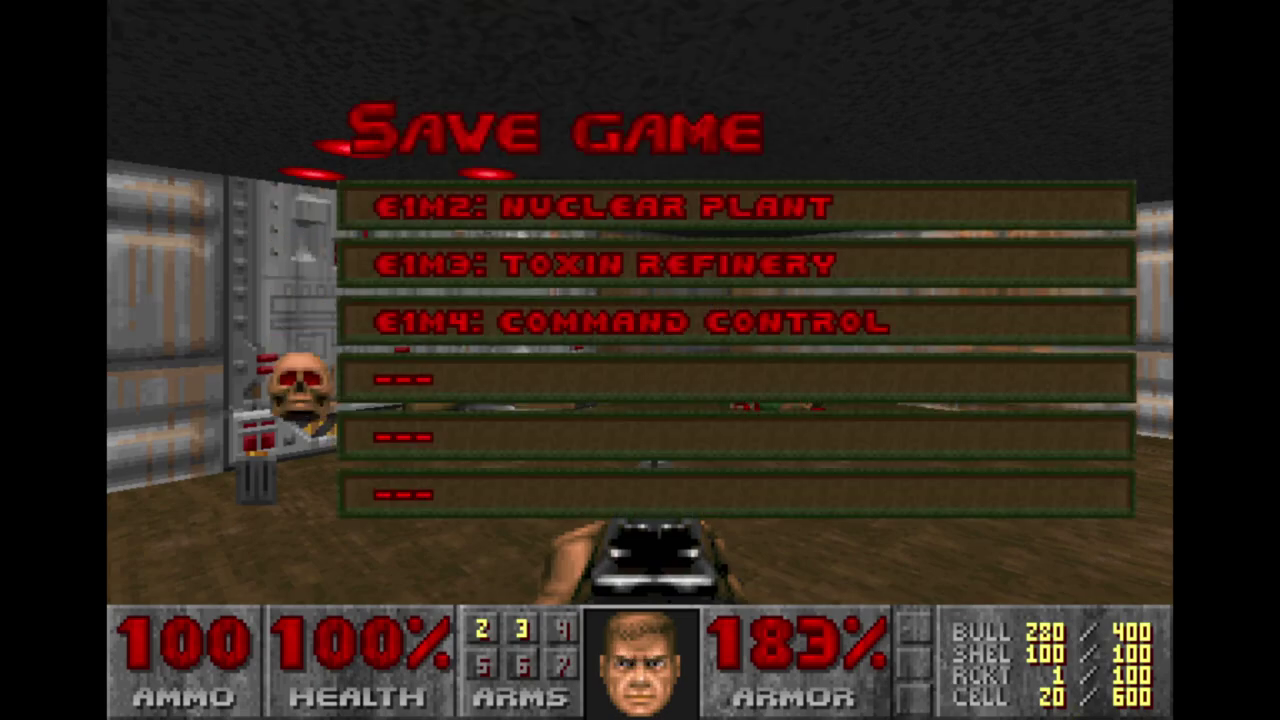 SAVE GAME
E1M2: NUCLEAR PLANT
E1M3: TOXIN REFINERY
E1M4: COMMAND CONTROL
---
---
---
100 100% 2 3 4 183% BULL 280 / 400
5 6 7 SHEL 100 / 100
RCKT 1 / 100
AMMO HEALTH ARMS ARMOR CELL 20 / 600